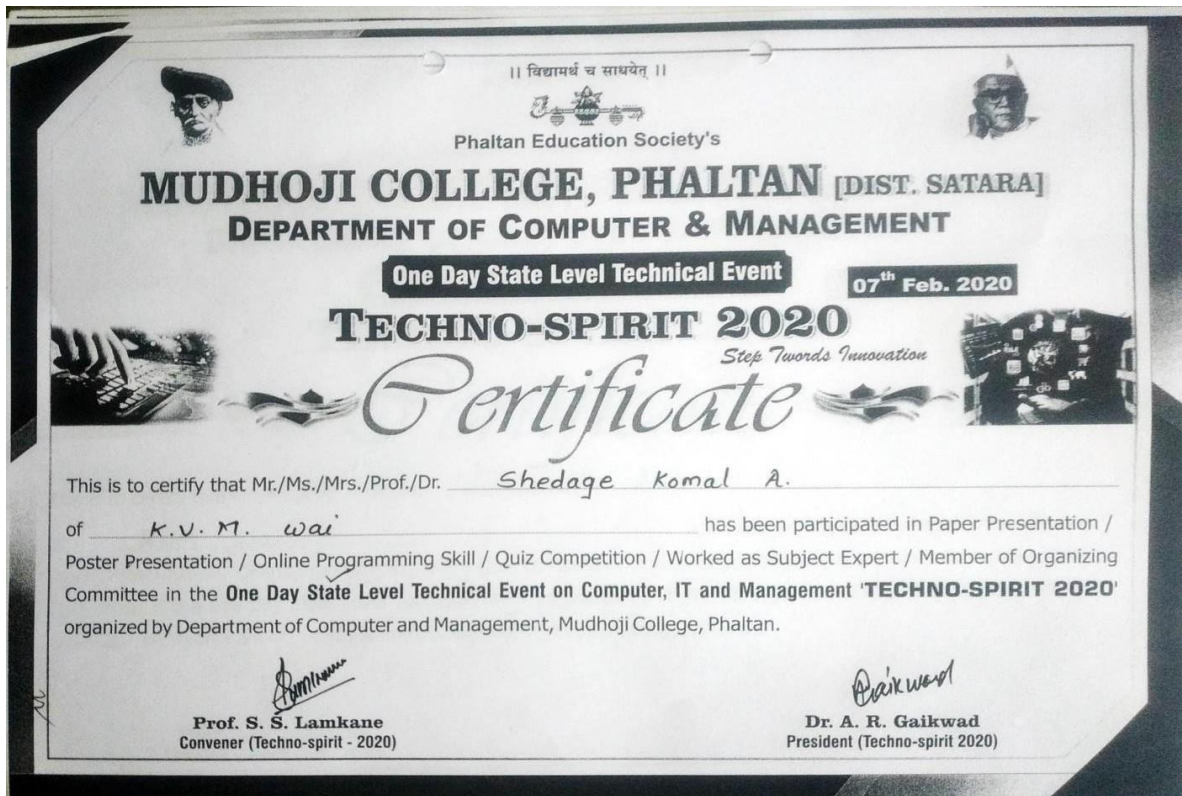 || विद्यामर्थं च साधयेत् ||
Phaltan Education Society's
MUDHOJI COLLEGE, PHALTAN [DIST. SATARA]
DEPARTMENT OF COMPUTER & MANAGEMENT
One Day State Level Technical Event
07th Feb. 2020
TECHNO-SPIRIT 2020
Step Twords Innovation
Certificate
This is to certify that Mr./Ms./Mrs./Prof./Dr. Shedage Komal A.
of K.V.M. wai has been participated in Paper Presentation /
Poster Presentation / Online Programming Skill / Quiz Competition / Worked as Subject Expert / Member of Organizing
Committee in the One Day State Level Technical Event on Computer, IT and Management 'TECHNO-SPIRIT 2020'
organized by Department of Computer and Management, Mudhoji College, Phaltan.
Gaikward
Prof. S. S. Lamkane
Dr. A. R. Gaikwad
Convener (Techno-spirit - 2020)
President (Techno-spirit 2020)